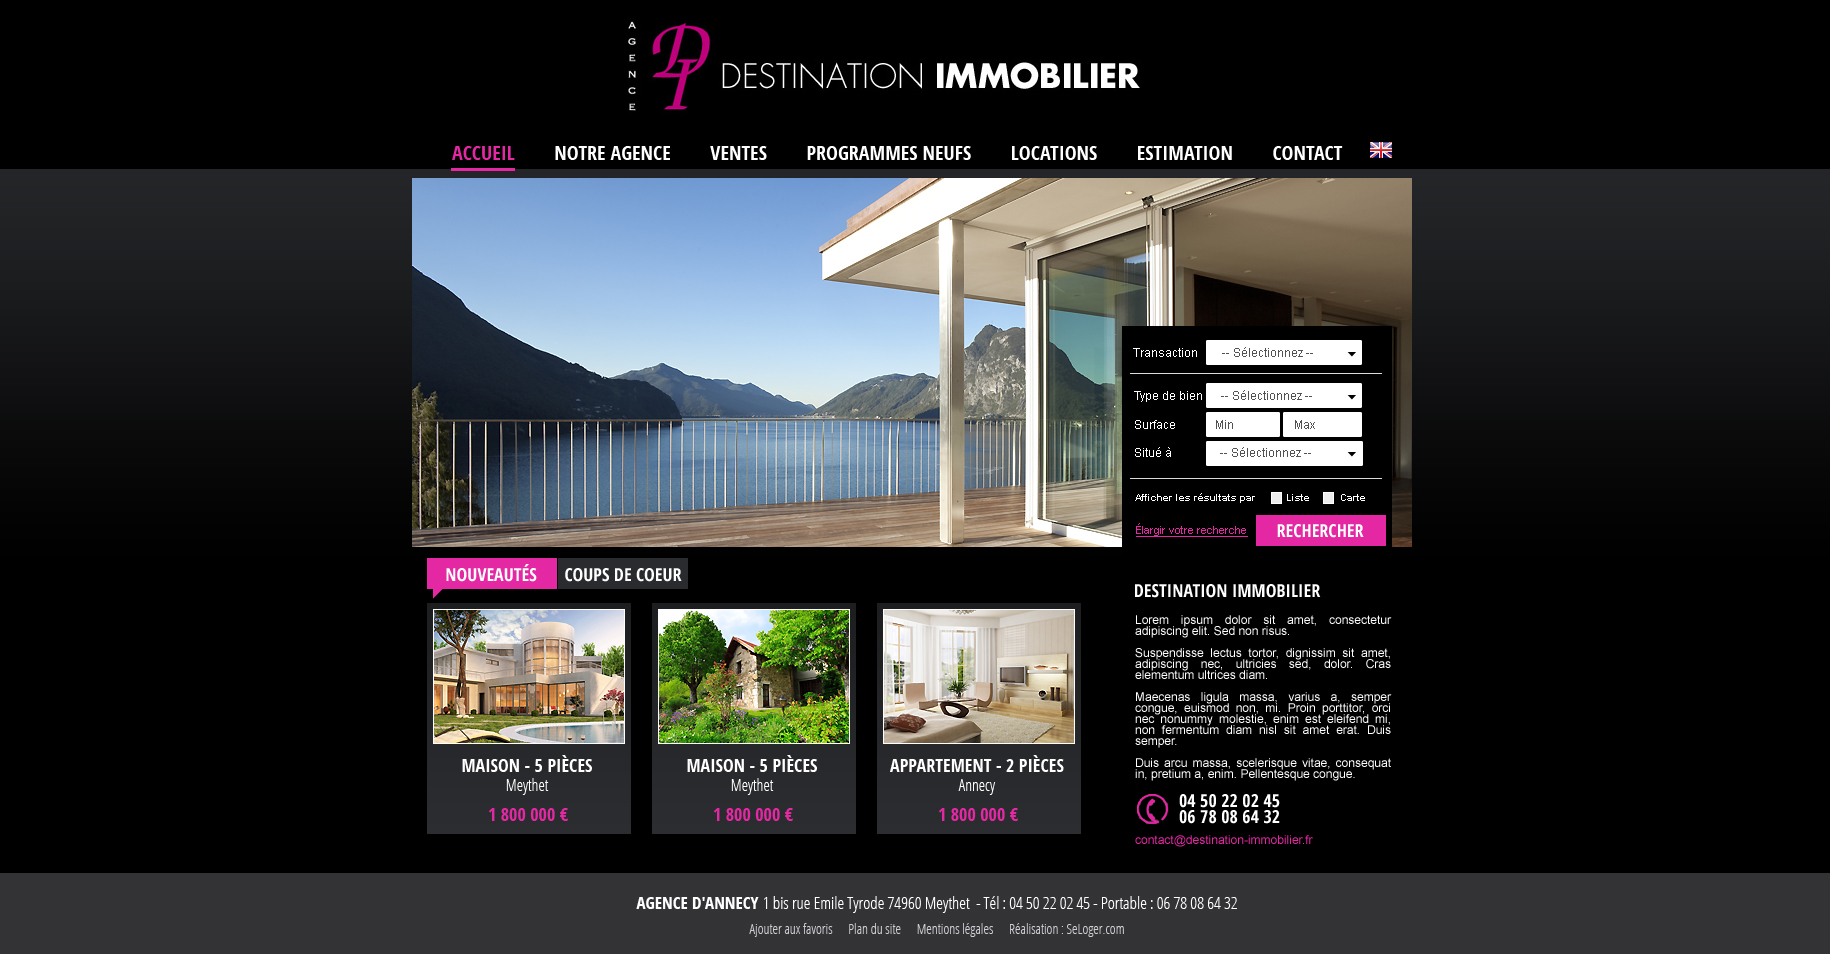 AGENCE
DI
DESTINATION IMMOBILIER
ACCUEIL NOTRE AGENCE VENTES PROGRAMMES NEUFS LOCATIONS ESTIMATION CONTACT
Transaction -- Sélectionnez --
Type de bien -- Sélectionnez --
Surface Min Max
Situé à -- Sélectionnez --
Afficher les résultats par Liste Carte
Élargir votre recherche RECHERCHER
NOUVEAUTÉS COUPS DE COEUR
MAISON - 5 PIÈCES
Meythet
1 800 000 €
MAISON - 5 PIÈCES
Meythet
1 800 000 €
APPARTEMENT - 2 PIÈCES
Annecy
1 800 000 €
DESTINATION IMMOBILIER
Lorem ipsum dolor sit amet, consectetur
adipiscing elit. Sed non risus.
Suspendisse lectus tortor, dignissim sit amet,
adipiscing nec, ultricies sed, dolor. Cras
elementum ultrices diam.
Maecenas ligula massa, varius a, semper
congue, euismod non, mi. Proin porttitor, orci
nec nonummy molestie, enim est eleifend mi,
non fermentum diam nisl sit amet erat. Duis
semper.
Duis arcu massa, scelerisque vitae, consequat
in, pretium a, enim. Pellentesque congue.
04 50 22 02 45
06 78 08 64 32
contact@destination-immobilier.fr
AGENCE D'ANNECY 1 bis rue Emile Tyrode 74960 Meythet - Tél : 04 50 22 02 45 - Portable : 06 78 08 64 32
Ajouter aux favoris Plan du site Mentions légales Réalisation : SeLoger.com